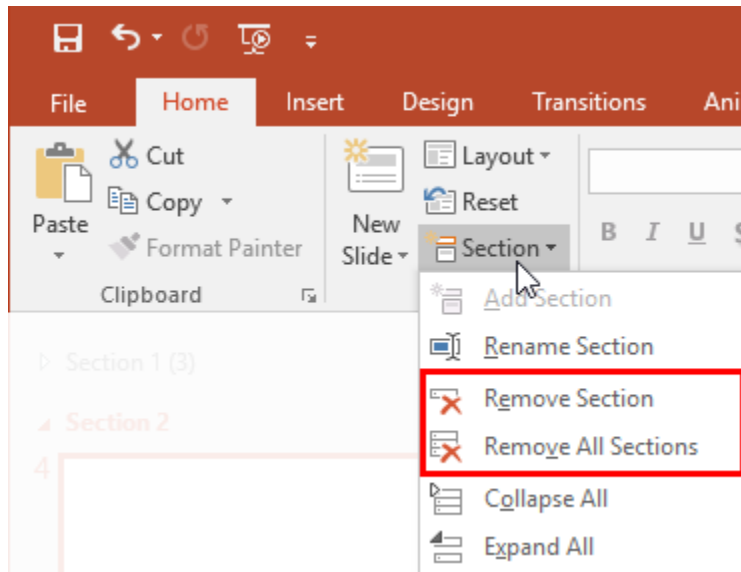 File Home Insert Design Transitions Ani
Cut
Copy
Format Painter
Paste
Clipboard
New
Slide
Layout
Reset
Section
B I U S
Add Section
Rename Section
Remove Section
Remove All Sections
Collapse All
Expand All
Section 1 (3)
Section 2
4